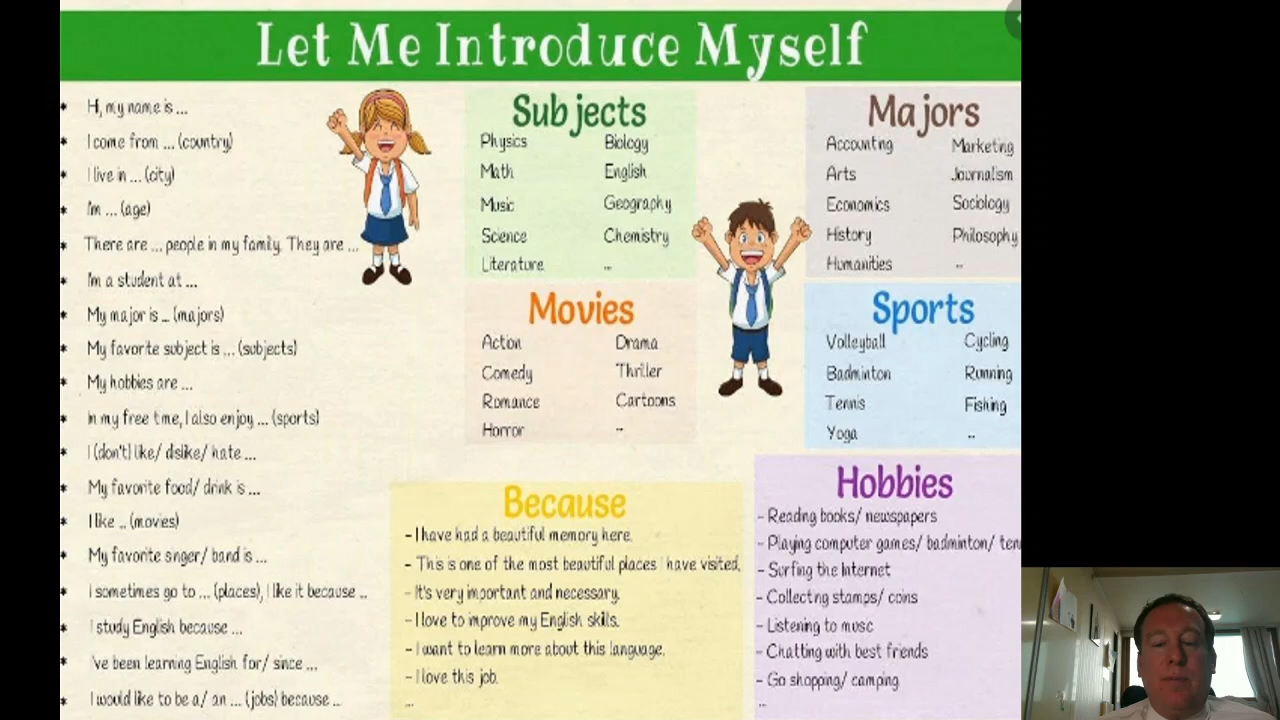 Let Me Introduce Myself
* Hi, my name is ...
* I come from ... (country)
* I live in ... (city)
* I'm ... (age)
* There are ... people in my family. They are ...
* I'm a student at ...
* My major is ... (majors)
* My favorite subject is ... (subjects)
* My hobbies are ...
* In my free time, I also enjoy ... (sports)
* I (don't) like/ dislike/ hate ...
* My favorite food/ drink is ...
* I like ... (movies)
* My favorite singer/ band is ...
* I sometimes go to ... (places), I like it because ...
* I study English because ...
* I've been learning English for/ since ...
* I would like to be a/ an ... (jobs) because ...
Subjects
Physics Biology
Math English
Music Geography
Science Chemistry
Literature ...
Majors
Accounting Marketing
Arts Journalism
Economics Sociology
History Philosophy
Humanities ...
Movies
Action Drama
Comedy Thriller
Romance Cartoons
Horror ...
Sports
Volleyball Cycling
Badminton Running
Tennis Fishing
Yoga ...
Because
- I have had a beautiful memory here.
- This is one of the most beautiful places I have visited.
- It's very important and necessary.
- I love to improve my English skills.
- I want to learn more about this language.
- I love this job.
...
Hobbies
- Reading books/ newspapers
- Playing computer games/ badminton/
- Surfing the Internet
- Collecting stamps/ coins
- Listening to music
- Chatting with best friends
- Go shopping/ camping
...